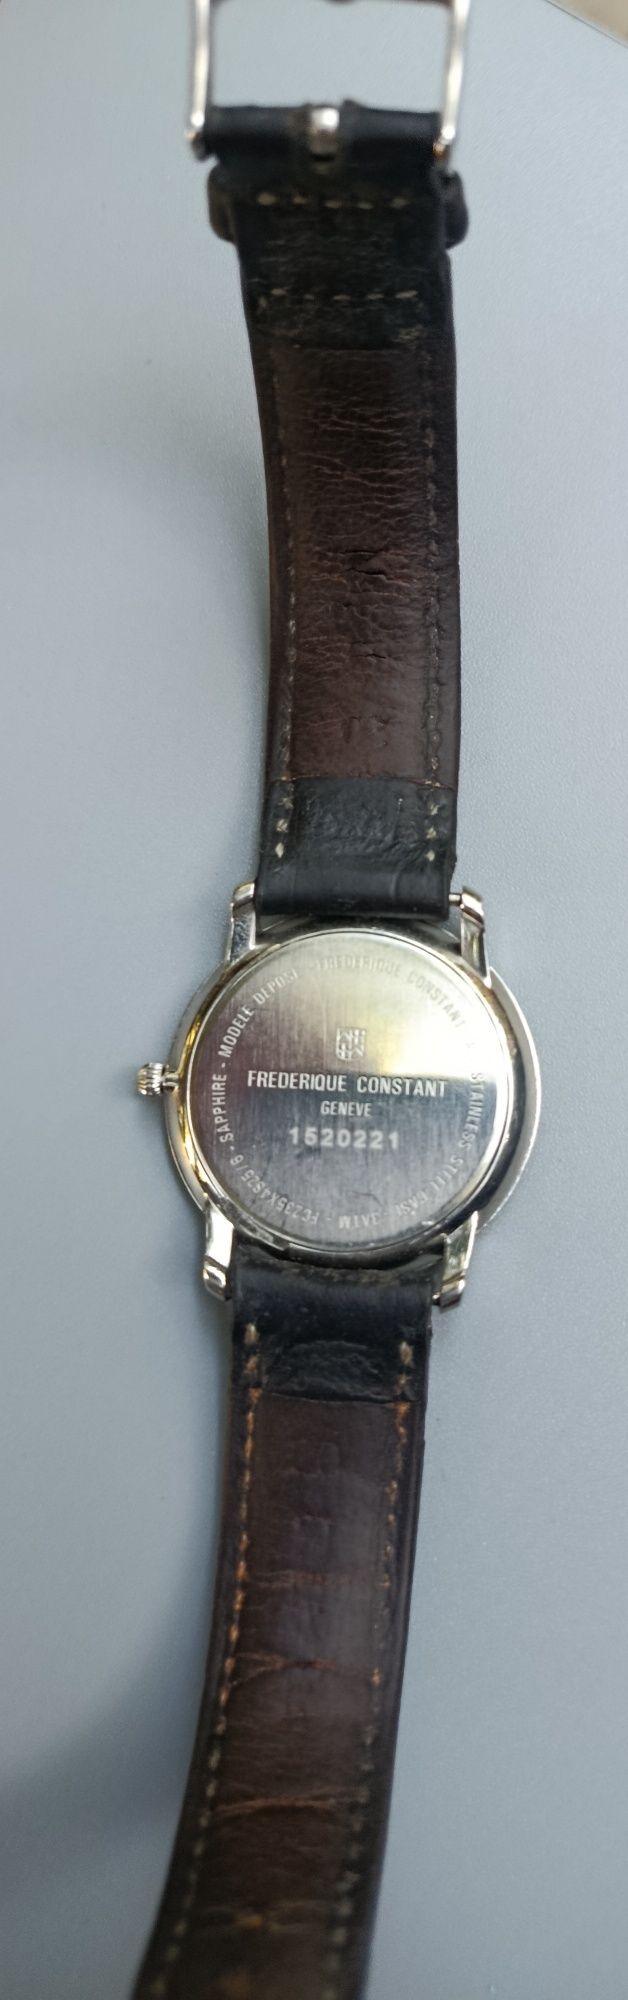 FREDERIQUE CONSTANT
GENEVE
1520221
FREDERIQUE CONSTANT - STAINLESS STEEL CASE - 3ATM - FC235X4S25/6 - SAPPHIRE - MODELE DEPOSE -